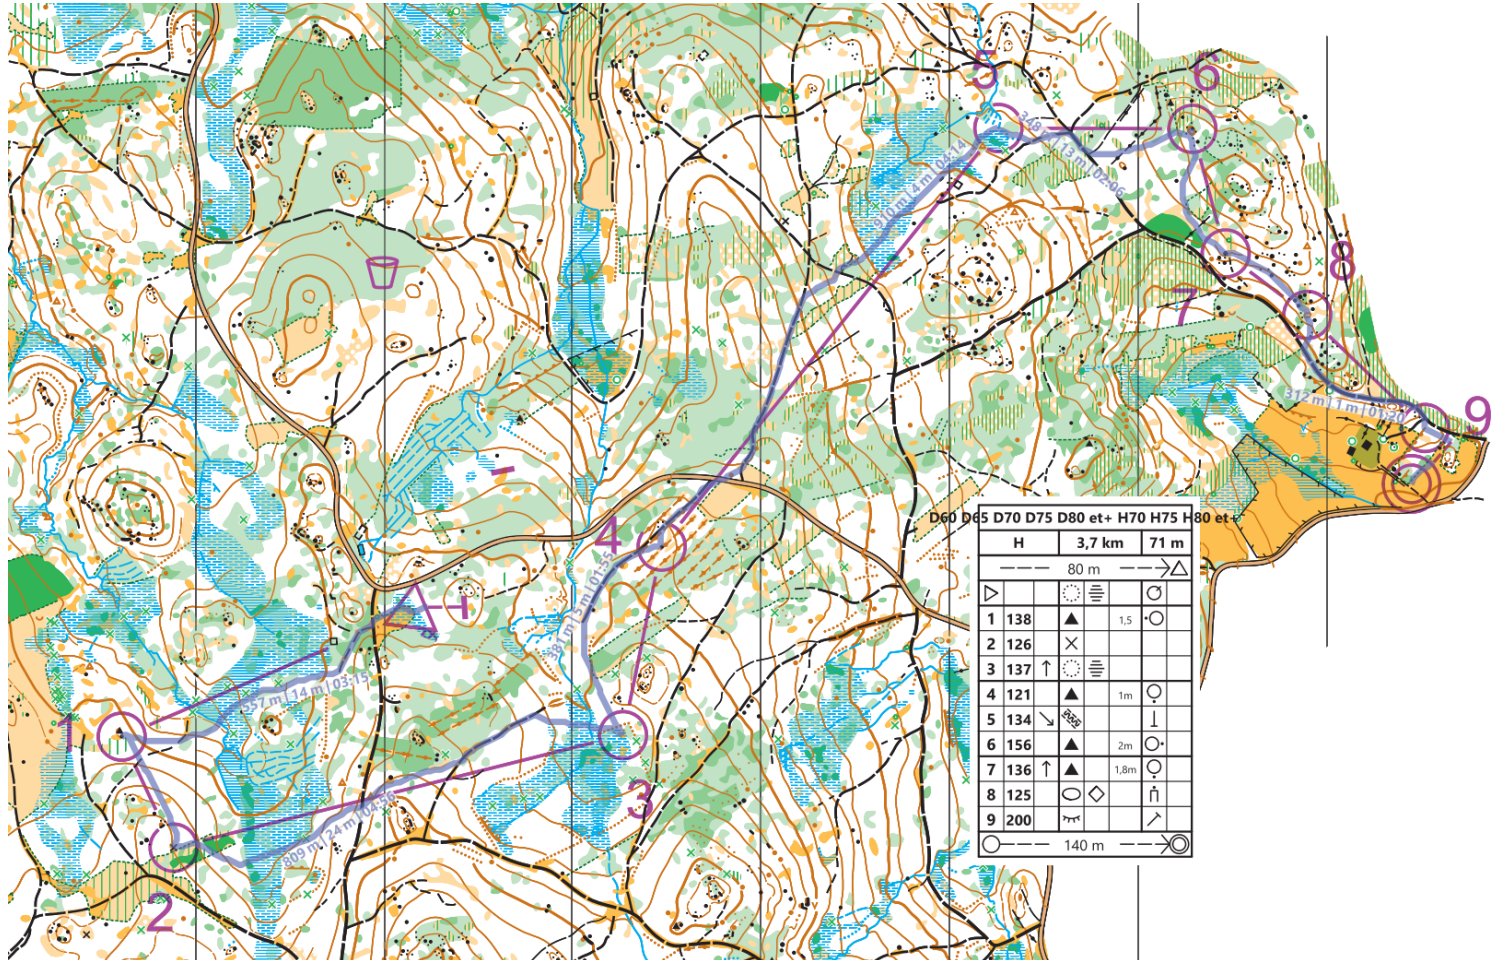 5
6
348 m | 13 m | 02:06
910 m | 4 m | 04:14
8
7
312 m | 1 m | 01:20
9
4
381 m | 5 m | 01:55
D60 D65 D70 D75 D80 et+ H70 H75 H80 et+
H 3,7 km 71 m
80 m
1 138 1,5
2 126
3 137
4 121 1m
5 134
6 156 2m
7 136 1,8m
8 125
9 200
140 m
557 m | 14 m | 03:15
1
809 m | 24 m | 04:56
3
2